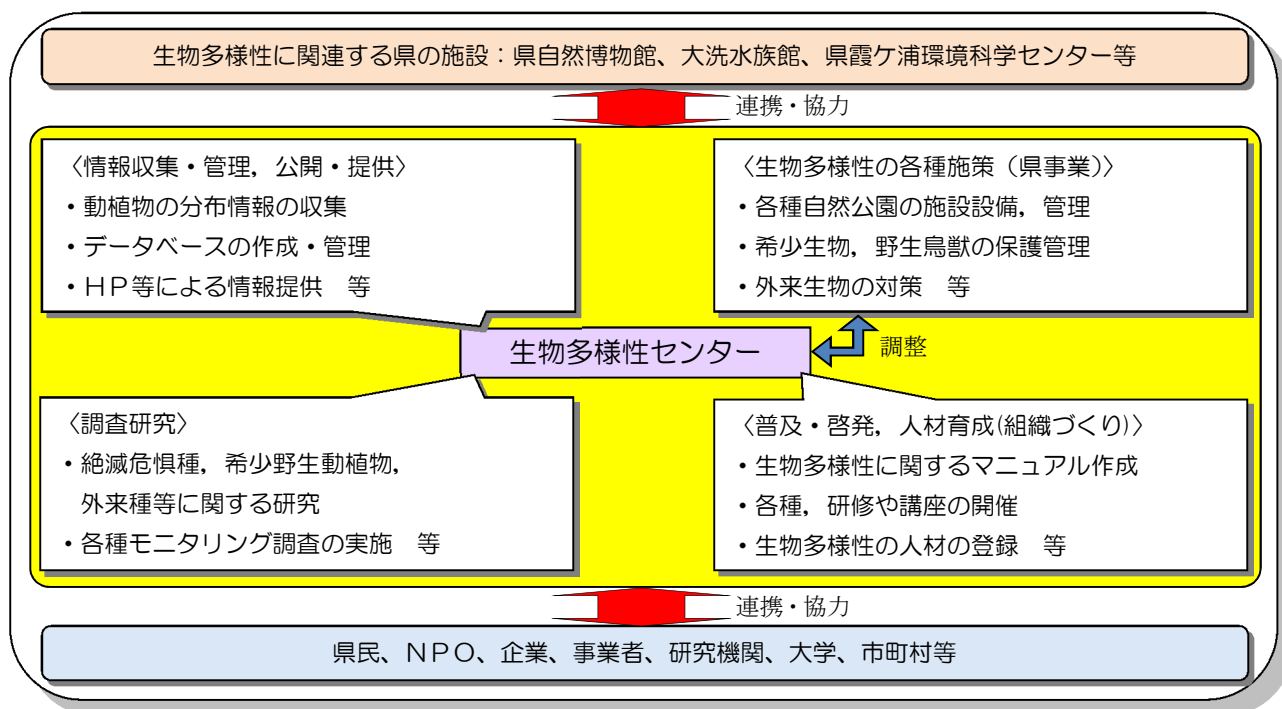 生物多様性に関連する県の施設：県自然博物館、大洗水族館、県霞ケ浦環境科学センター等
連携・協力
〈情報収集・管理，公開・提供〉
・動植物の分布情報の収集
・データベースの作成・管理
・ＨＰ等による情報提供　等
〈生物多様性の各種施策（県事業）〉
・各種自然公園の施設設備，管理
・希少生物，野生鳥獣の保護管理
・外来生物の対策　等
生物多様性センター
調整
〈調査研究〉
・絶滅危惧種，希少野生動植物，
外来種等に関する研究
・各種モニタリング調査の実施　等
〈普及・啓発，人材育成(組織づくり)〉
・生物多様性に関するマニュアル作成
・各種，研修や講座の開催
・生物多様性の人材の登録　等
連携・協力
県民、ＮＰＯ、企業、事業者、研究機関、大学、市町村等